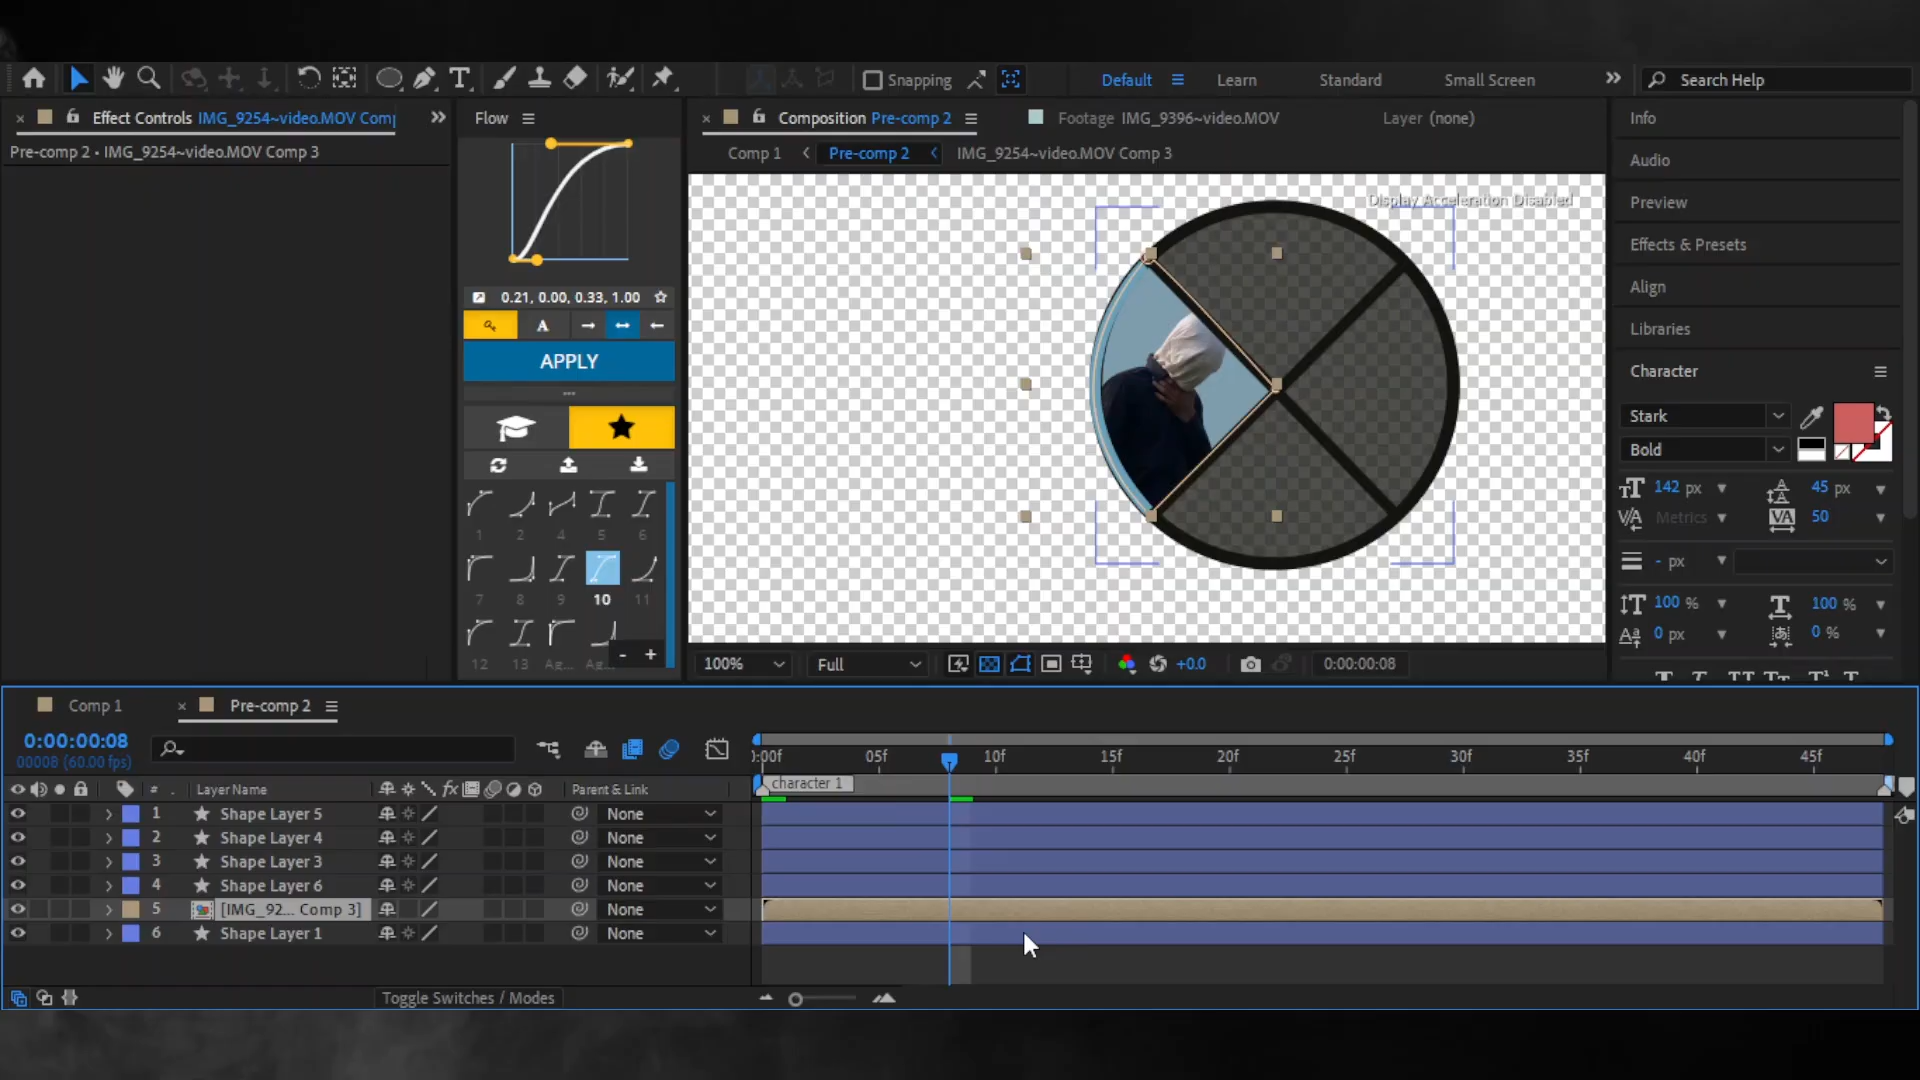 Snapping
Default
Learn
Standard
Small Screen
Search Help
Effect Controls IMG_9254~video.MOV Comp
Pre-comp 2 • IMG_9254~video.MOV Comp 3
Flow
0.21, 0.00, 0.33, 1.00
A
APPLY
1 2 4 5 6
7 8 9 10 11
12 13 Ag... Ag...
- +
Composition Pre-comp 2
Footage IMG_9396~video.MOV
Layer (none)
Comp 1
Pre-comp 2
IMG_9254~video.MOV Comp 3
Display Acceleration Disabled
100%
Full
+0.0
0:00:00:08
Info
Audio
Preview
Effects & Presets
Align
Libraries
Character
Stark
Bold
142 px
45 px
Metrics
50
- px
100 %
100 %
0 px
0 %
Comp 1
Pre-comp 2
0:00:00:08
00008 (60.00 fps)
# . Layer Name
Parent & Link
:00f 05f 10f 15f 20f 25f 30f 35f 40f 45f
character 1
1 Shape Layer 5 None
2 Shape Layer 4 None
3 Shape Layer 3 None
4 Shape Layer 6 None
5 [IMG_92... Comp 3] None
6 Shape Layer 1 None
Toggle Switches / Modes